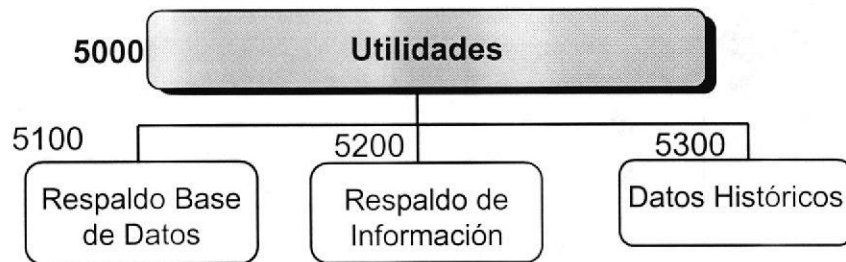 5000 Utilidades
5100 5200 5300
Respaldo Base
de Datos
Respaldo de
Información
Datos Históricos